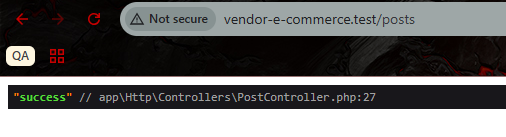 Not secure vendor-e-commerce.test/posts
QA
"success" // app\Http\Controllers\PostController.php:27